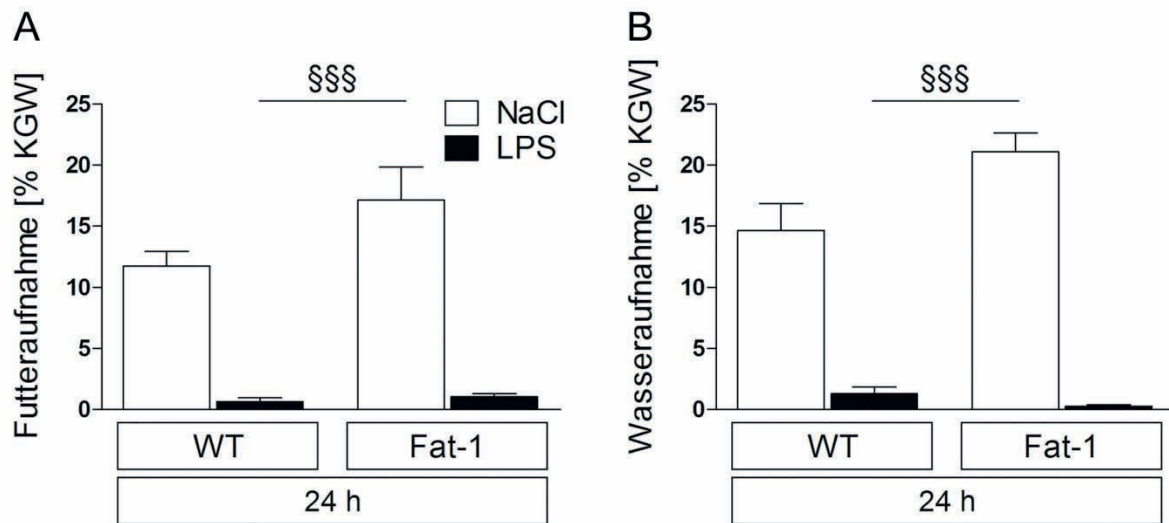 A
Futteraufnahme [% KGW]
25
20
15
10
5
0
§§§
NaCl
LPS
WT
Fat-1
24 h
B
Wasseraufnahme [% KGW]
25
20
15
10
5
0
§§§
WT
Fat-1
24 h